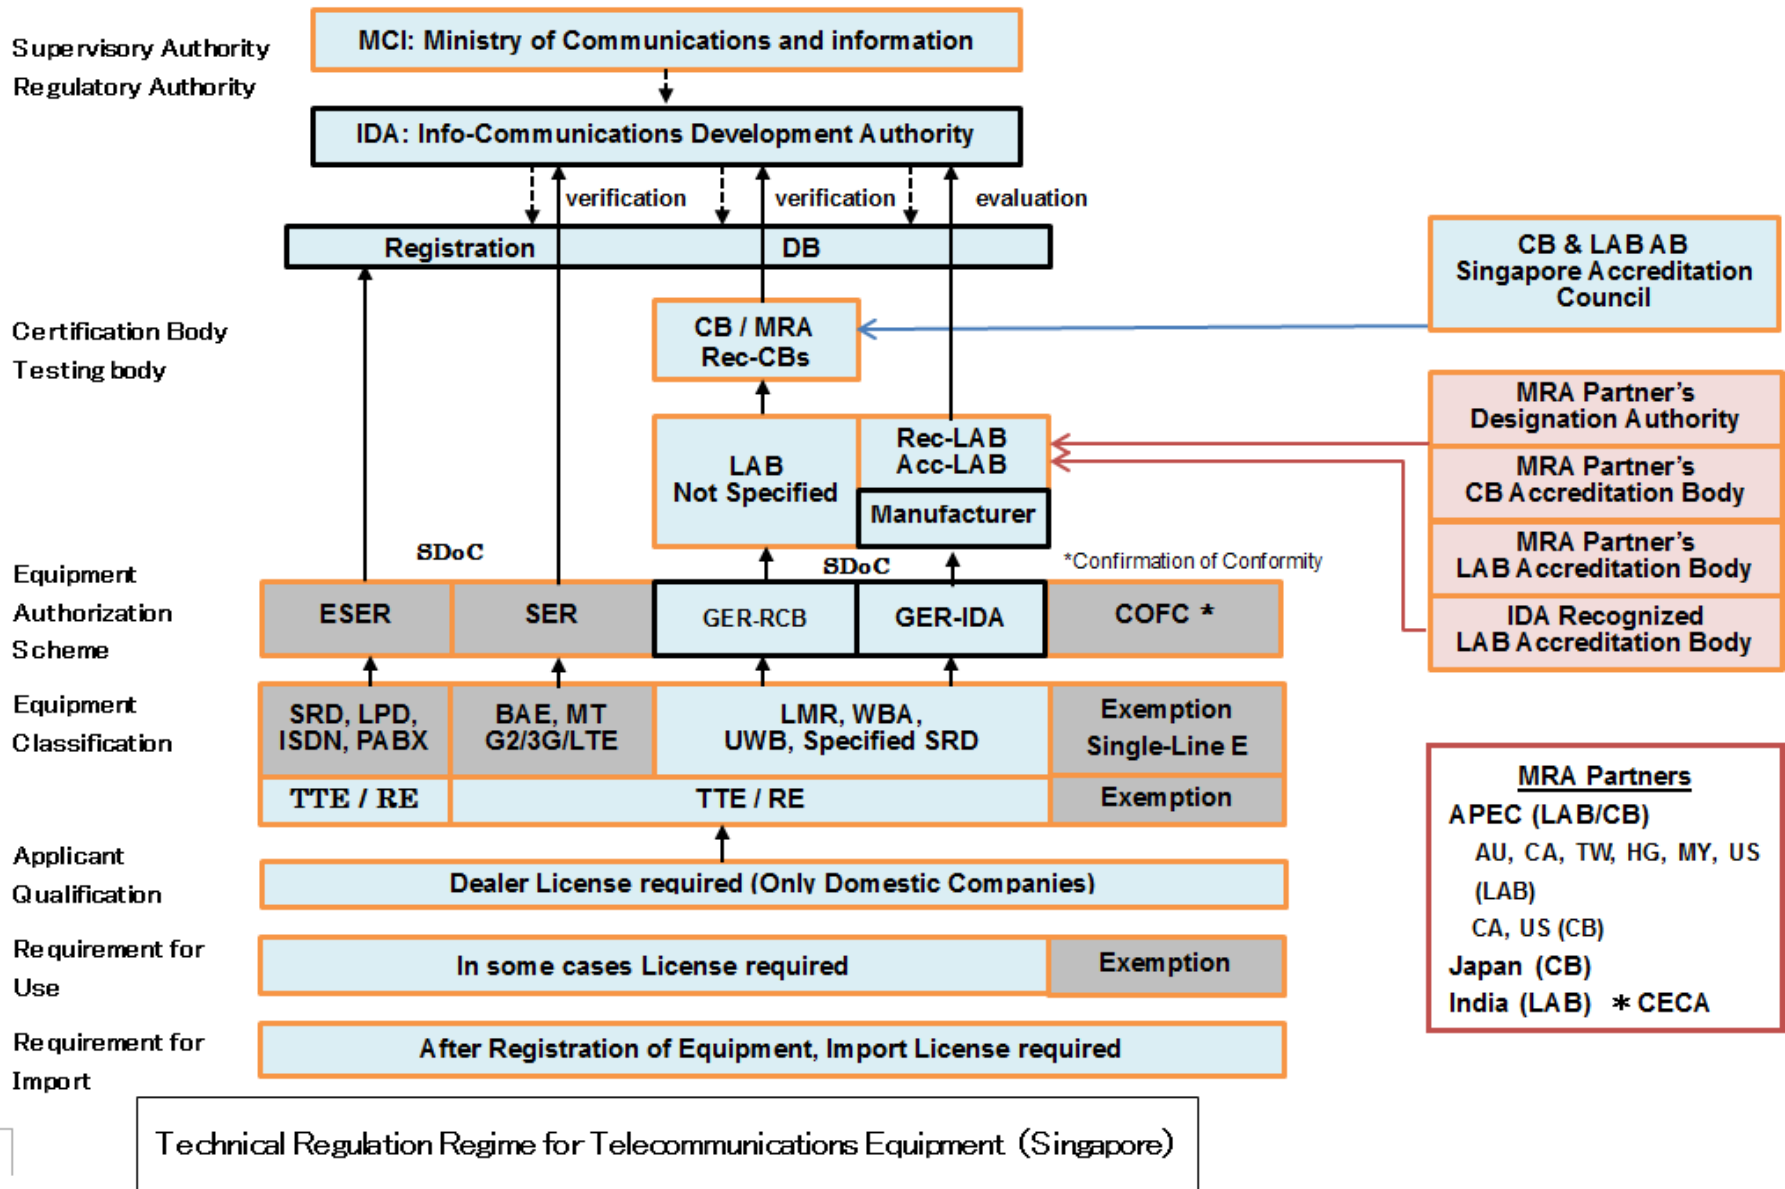 Supervisory Authority
Regulatory Authority
MCI: Ministry of Communications and information
IDA: Info-Communications Development Authority
verification
verification
evaluation
Registration
DB
CB & LAB AB
Singapore Accreditation
Council
Certification Body
Testing body
CB / MRA
Rec-CBs
MRA Partner's
Designation Authority
MRA Partner's
CB Accreditation Body
MRA Partner's
LAB Accreditation Body
IDA Recognized
LAB Accreditation Body
LAB
Not Specified
Rec-LAB
Acc-LAB
Manufacturer
SDoC
SDoC
*Confirmation of Conformity
Equipment
Authorization
Scheme
ESER
SER
GER-RCB
GER-IDA
COFC *
Equipment
Classification
SRD, LPD,
ISDN, PABX
BAE, MT
G2/3G/LTE
LMR, WBA,
UWB, Specified SRD
Exemption
Single-Line E
TTE / RE
TTE / RE
Exemption
Applicant
Qualification
Dealer License required (Only Domestic Companies)
Requirement for
Use
In some cases License required
Exemption
Requirement for
Import
After Registration of Equipment, Import License required
MRA Partners
APEC (LAB/CB)
AU, CA, TW, HG, MY, US
(LAB)
CA, US (CB)
Japan (CB)
India (LAB) * CECA
Technical Regulation Regime for Telecommunications Equipment (Singapore)